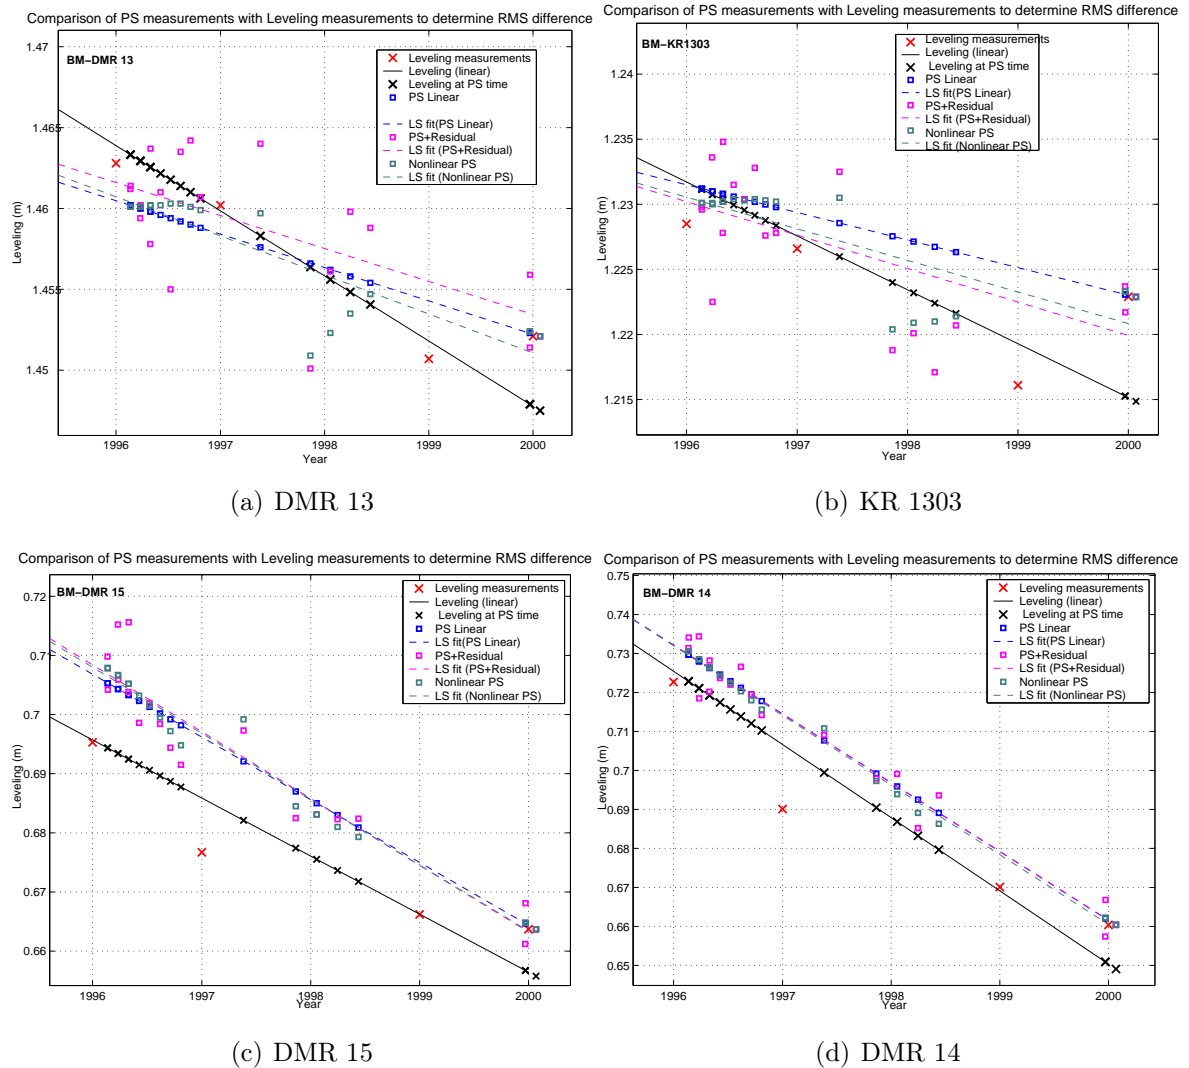 Comparison of PS measurements with Leveling measurements to determine RMS difference
BM−DMR 13
Leveling measurements
Leveling (linear)
Leveling at PS time
PS Linear
LS fit(PS Linear)
PS+Residual
LS fit (PS+Residual)
Nonlinear PS
LS fit (Nonlinear PS)
1.47
1.465
1.46
1.455
1.45
Leveling (m)
1996
1997
1998
1999
2000
Year
(a) DMR 13
Comparison of PS measurements with Leveling measurements to determine RMS difference
BM−KR1303
Leveling measurements
Leveling (linear)
Leveling at PS time
PS Linear
LS fit(PS Linear)
PS+Residual
LS fit (PS+Residual)
Nonlinear PS
LS fit (Nonlinear PS)
1.24
1.235
1.23
1.225
1.22
1.215
Leveling (m)
1996
1997
1998
1999
2000
Year
(b) KR 1303
Comparison of PS measurements with Leveling measurements to determine RMS difference
BM−DMR 15
Leveling measurements
Leveling (linear)
Leveling at PS time
PS Linear
LS fit(PS Linear)
PS+Residual
LS fit (PS+Residual)
Nonlinear PS
LS fit (Nonlinear PS)
0.72
0.71
0.7
0.69
0.68
0.67
0.66
Leveling (m)
1996
1997
1998
1999
2000
Year
(c) DMR 15
Comparison of PS measurements with Leveling measurements to determine RMS difference
BM−DMR 14
Leveling measurements
Leveling (linear)
Leveling at PS time
PS Linear
LS fit(PS Linear)
PS+Residual
LS fit (PS+Residual)
Nonlinear PS
LS fit (Nonlinear PS)
0.75
0.74
0.73
0.72
0.71
0.7
0.69
0.68
0.67
0.66
0.65
Leveling (m)
1996
1997
1998
1999
2000
Year
(d) DMR 14